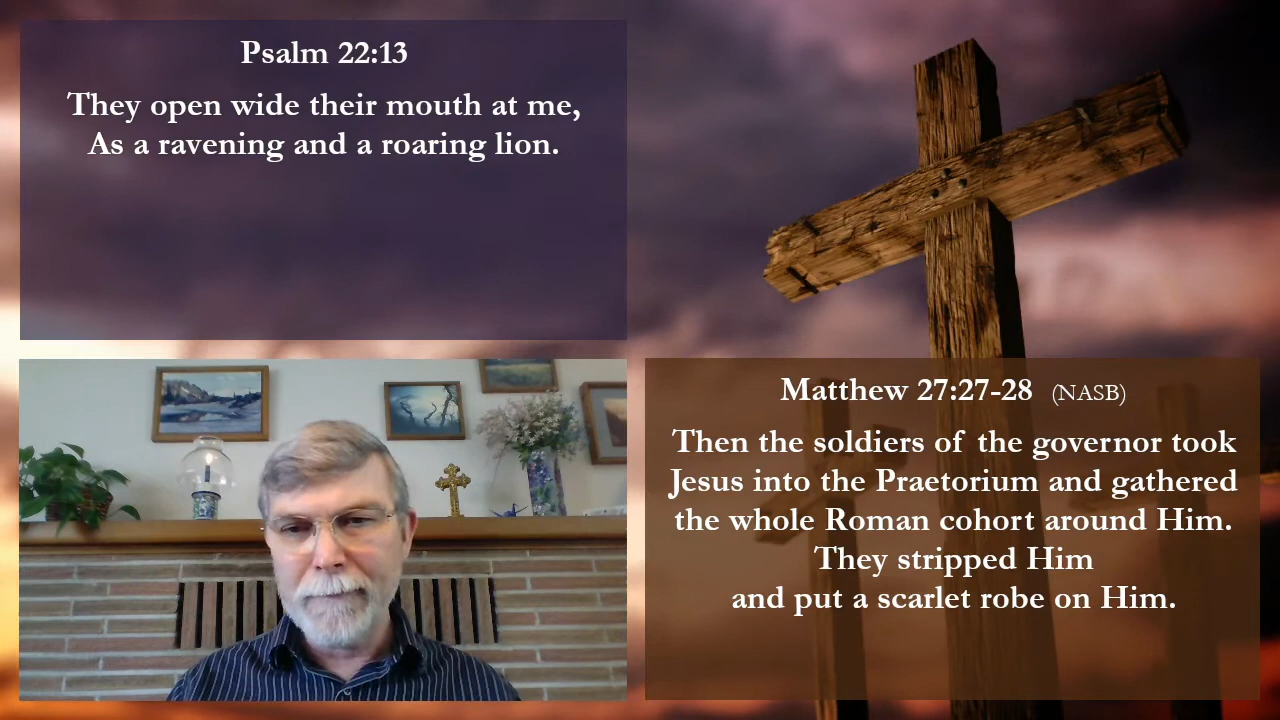 Psalm 22:13
They open wide their mouth at me,
As a ravening and a roaring lion.
Matthew 27:27-28 (NASB)
Then the soldiers of the governor took
Jesus into the Praetorium and gathered
the whole Roman cohort around Him.
They stripped Him
and put a scarlet robe on Him.